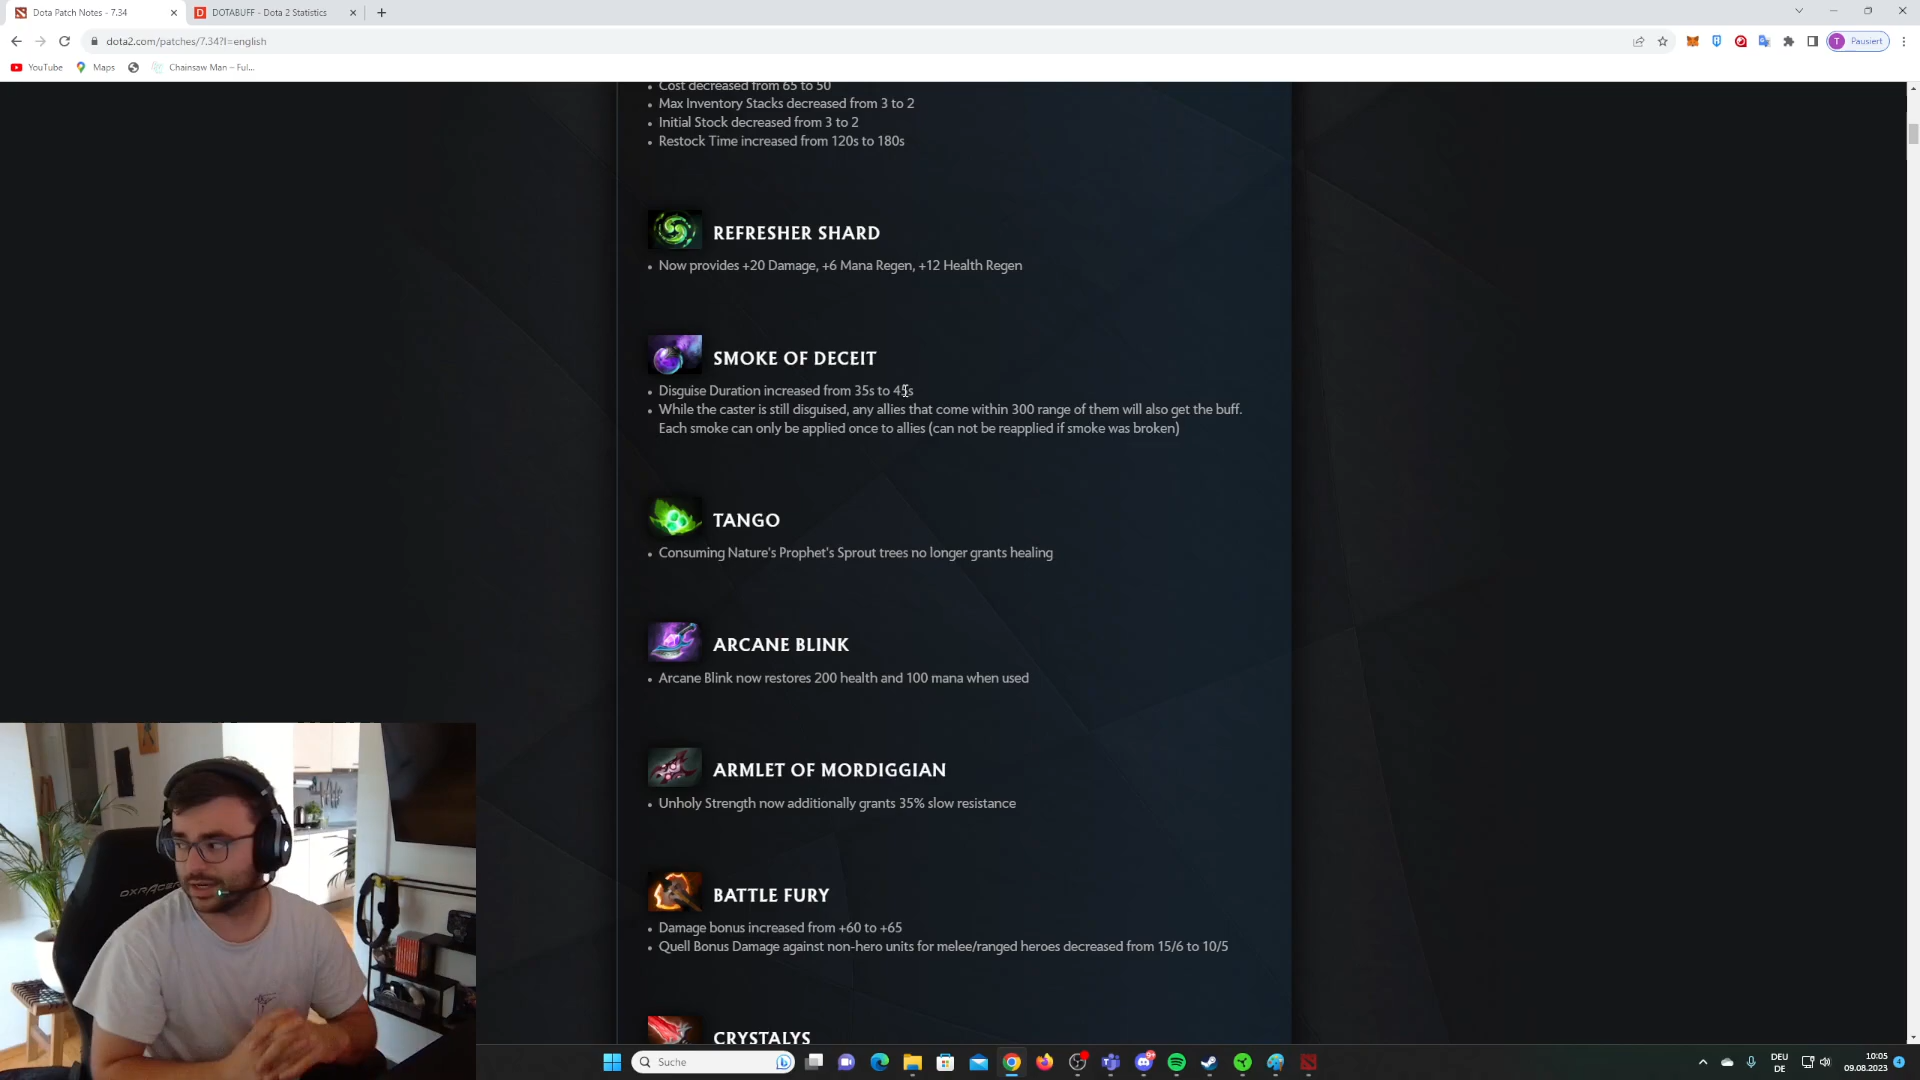 Dota Patch Notes - 7.34
DOTABUFF - Dota 2 Statistics
dota2.com/patches/7.34?l=english
T
Pausiert
YouTube
Maps
Chainsaw Man – Ful...
Cost decreased from 65 to 50
Max Inventory Stacks decreased from 3 to 2
Initial Stock decreased from 3 to 2
Restock Time increased from 120s to 180s
REFRESHER SHARD
Now provides +20 Damage, +6 Mana Regen, +12 Health Regen
SMOKE OF DECEIT
Disguise Duration increased from 35s to 45s
While the caster is still disguised, any allies that come within 300 range of them will also get the buff.
Each smoke can only be applied once to allies (can not be reapplied if smoke was broken)
TANGO
Consuming Nature's Prophet's Sprout trees no longer grants healing
ARCANE BLINK
Arcane Blink now restores 200 health and 100 mana when used
ARMLET OF MORDIGGIAN
Unholy Strength now additionally grants 35% slow resistance
BATTLE FURY
Damage bonus increased from +60 to +65
Quell Bonus Damage against non-hero units for melee/ranged heroes decreased from 15/6 to 10/5
CRYSTALYS
DXRACER
Suche
DEU
DE
10:05
09.08.2023
4